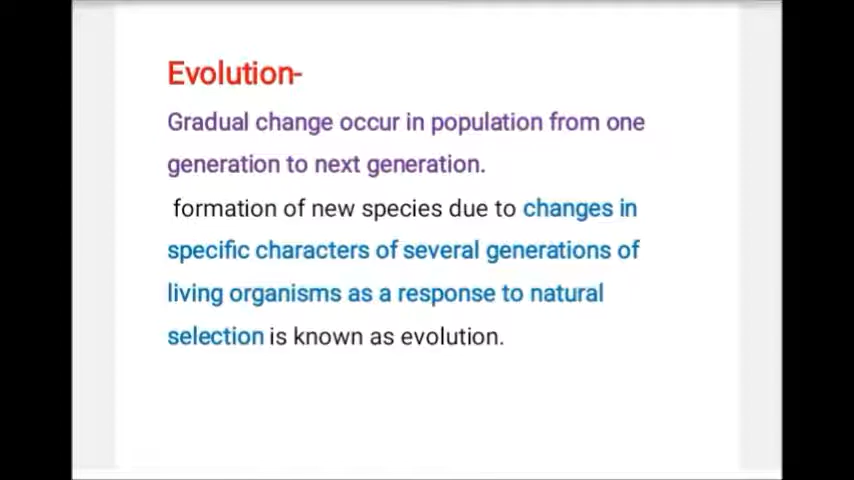 Evolution-
Gradual change occur in population from one
generation to next generation.
formation of new species due to changes in
specific characters of several generations of
living organisms as a response to natural
selection is known as evolution.